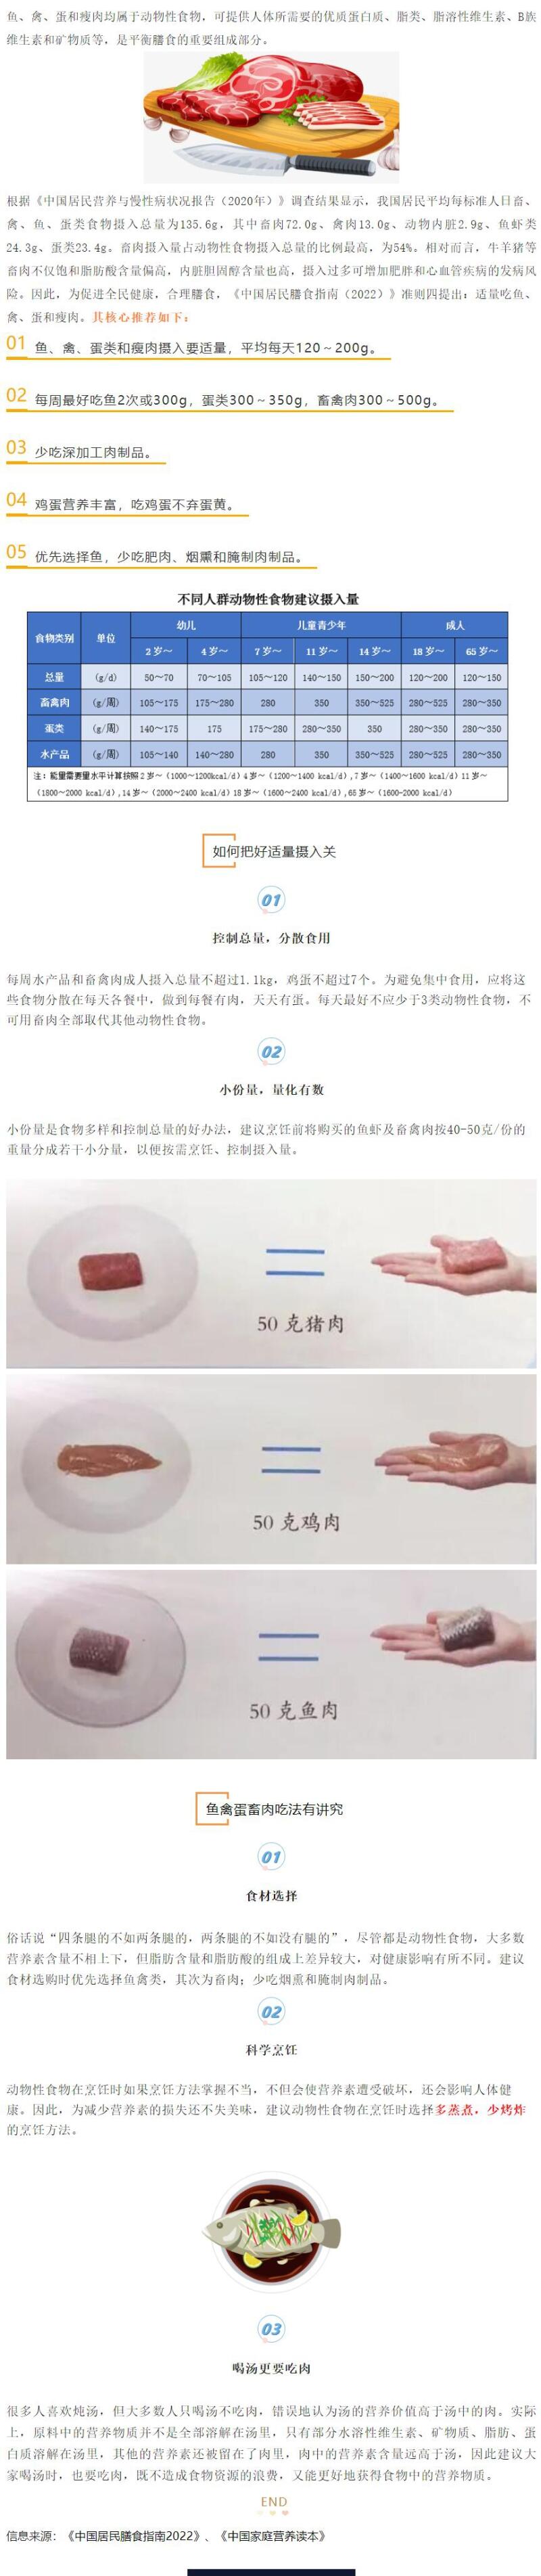 鱼、禽、蛋和瘦肉均属于动物性食物，可提供人体所需要的优质蛋白质、脂类、脂溶性维生素、B族
维生素和矿物质等，是平衡膳食的重要组成部分。
根据《中国居民营养与慢性病状况报告（2020年）》调查结果显示，我国居民平均每标准人日畜、
禽、鱼、蛋类食物摄入总量为135.6g，其中畜肉72.0g、禽肉13.0g、动物内脏2.9g、鱼虾类
24.3g、蛋类23.4g。畜肉摄入量占动物性食物摄入总量的比例最高，为54%。相对而言，牛羊猪等
畜肉不仅饱和脂肪酸含量偏高，内脏胆固醇含量也高，摄入过多可增加肥胖和心血管疾病的发病风
险。因此，为促进全民健康，合理膳食，《中国居民膳食指南（2022）》准则四提出：适量吃鱼、
禽、蛋和瘦肉。其核心推荐如下：
01 鱼、禽、蛋类和瘦肉摄入要适量，平均每天120～200g。
02 每周最好吃鱼2次或300g，蛋类300～350g，畜禽肉300～500g。
03 少吃深加工肉制品。
04 鸡蛋营养丰富，吃鸡蛋不弃蛋黄。
05 优先选择鱼，少吃肥肉、烟熏和腌制肉制品。
不同人群动物性食物建议摄入量
食物类别 单位 幼儿 儿童青少年 成人
2 岁～ 4 岁～ 7 岁～ 11 岁～ 14 岁～ 18 岁～ 65 岁～
总量 (g/d) 50～70 70～105 105～120 140～150 150～200 120～200 120～150
畜禽肉 (g/周) 105～175 175～280 280 350 350～525 280～525 280～350
蛋类 (g/周) 140～175 175 175～280 280～350 350 280～350 280～350
水产品 (g/周) 105～140 140～280 280 350 350～525 280～525 280～350
注：能量需要量水平计算按照 2 岁～（1000～1200kcal/d）4 岁～（1200～1400 kcal/d）,7 岁～（1400～1600 kcal/d）11 岁～
（1800～2000 kcal/d）,14 岁～（2000～2400 kcal/d）18 岁～（1600～2400 kcal/d）,65 岁～（1600-2000 kcal/d）
如何把好适量摄入关
01
控制总量，分散食用
每周水产品和畜禽肉成人摄入总量不超过1.1kg，鸡蛋不超过7个。为避免集中食用，应将这
些食物分散在每天各餐中，做到每餐有肉，天天有蛋。每天最好不应少于3类动物性食物，不
可用畜肉全部取代其他动物性食物。
02
小份量，量化有数
小份量是食物多样和控制总量的好办法，建议烹饪前将购买的鱼虾及畜禽肉按40-50克/份的
重量分成若干小分量，以便按需烹饪、控制摄入量。
50 克猪肉
50 克鸡肉
50 克鱼肉
鱼禽蛋畜肉吃法有讲究
01
食材选择
俗话说“四条腿的不如两条腿的，两条腿的不如没有腿的”，尽管都是动物性食物，大多数
营养素含量不相上下，但脂肪含量和脂肪酸的组成上差异较大，对健康影响有所不同。建议
食材选购时优先选择鱼禽类，其次为畜肉；少吃烟熏和腌制肉制品。
02
科学烹饪
动物性食物在烹饪时如果烹饪方法掌握不当，不但会使营养素遭受破坏，还会影响人体健
康。因此，为减少营养素的损失还不失美味，建议动物性食物在烹饪时选择多蒸煮，少烤炸
的烹饪方法。
03
喝汤更要吃肉
很多人喜欢炖汤，但大多数人只喝汤不吃肉，错误地认为汤的营养价值高于汤中的肉。实际
上，原料中的营养物质并不是全部溶解在汤里，只有部分水溶性维生素、矿物质、脂肪、蛋
白质溶解在汤里，其他的营养素还被留在了肉里，肉中的营养素含量远高于汤，因此建议大
家喝汤时，也要吃肉，既不造成食物资源的浪费，又能更好地获得食物中的营养物质。
END
信息来源：《中国居民膳食指南2022》、《中国家庭营养读本》